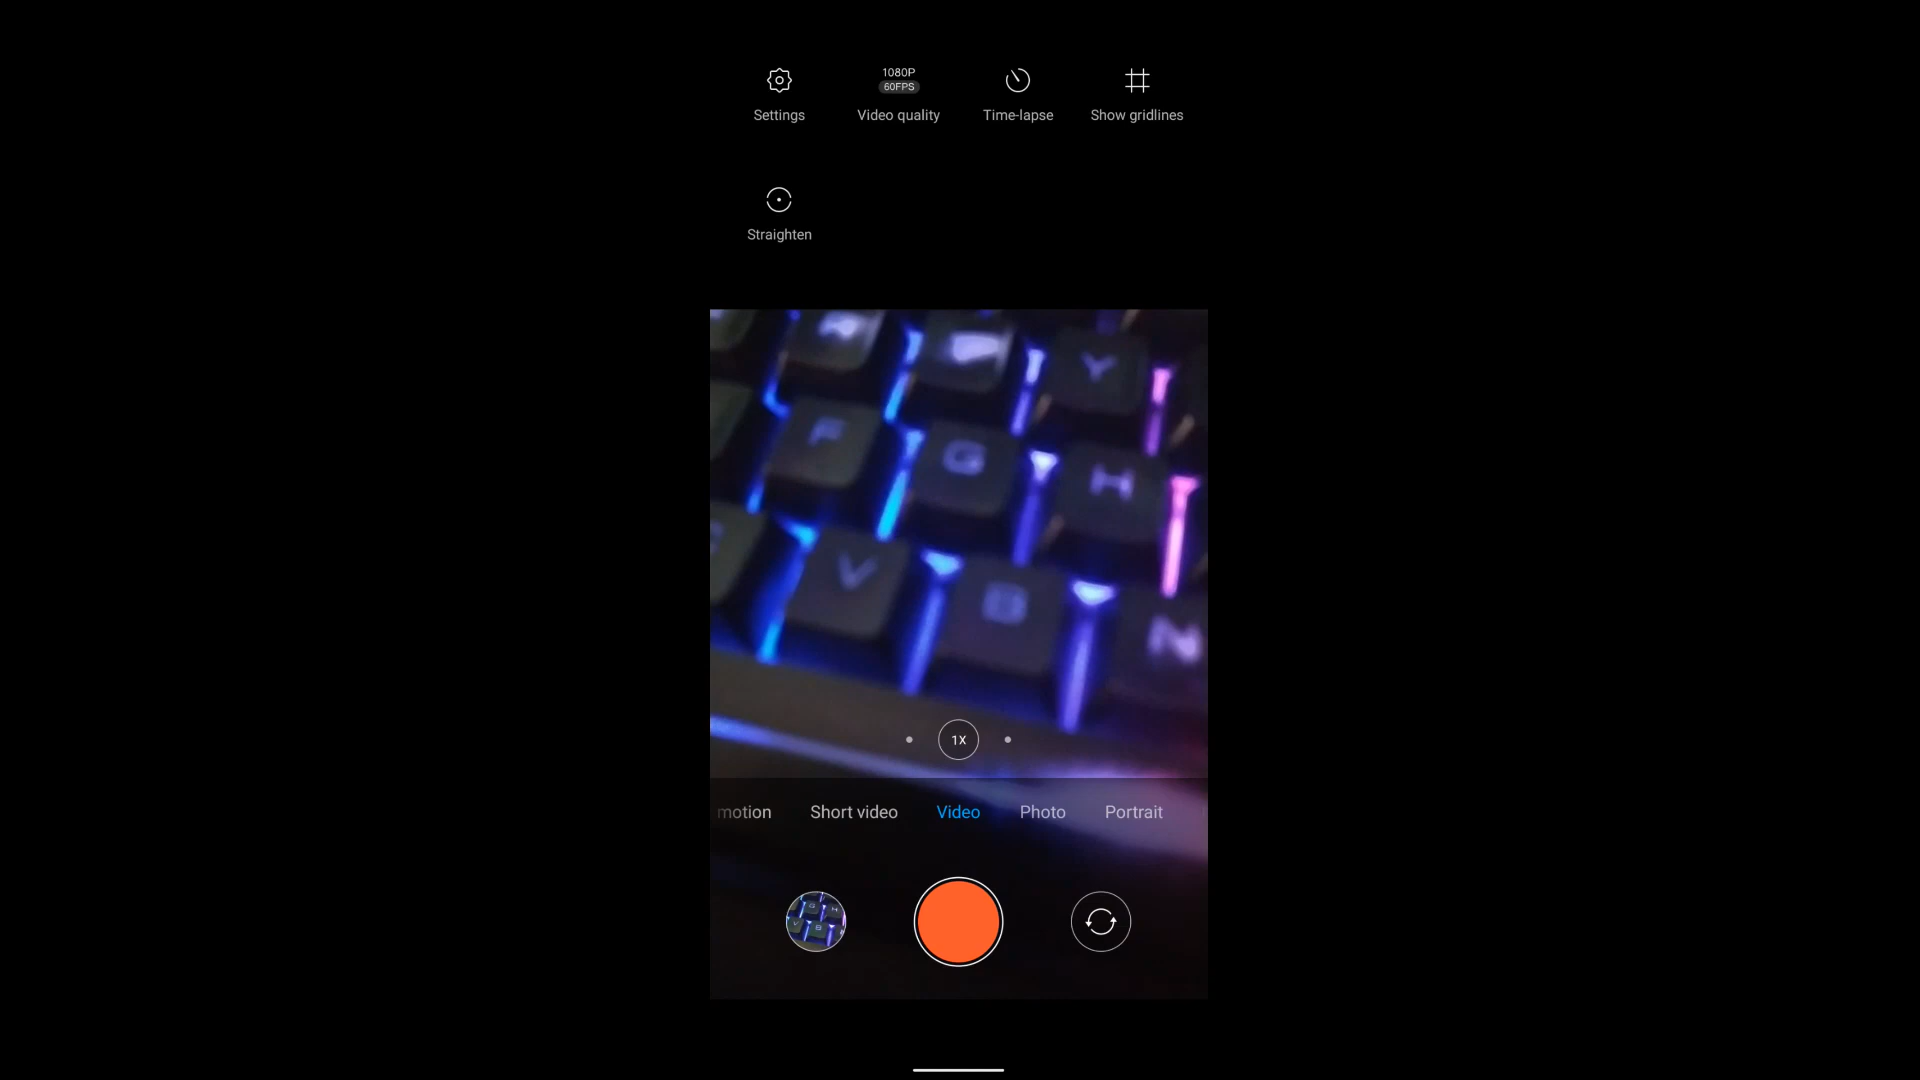 1080P
60FPS
Settings
Video quality
Time-lapse
Show gridlines
Straighten
Y
F
G
H
V
B
N
1X
motion
Short video
Video
Photo
Portrait